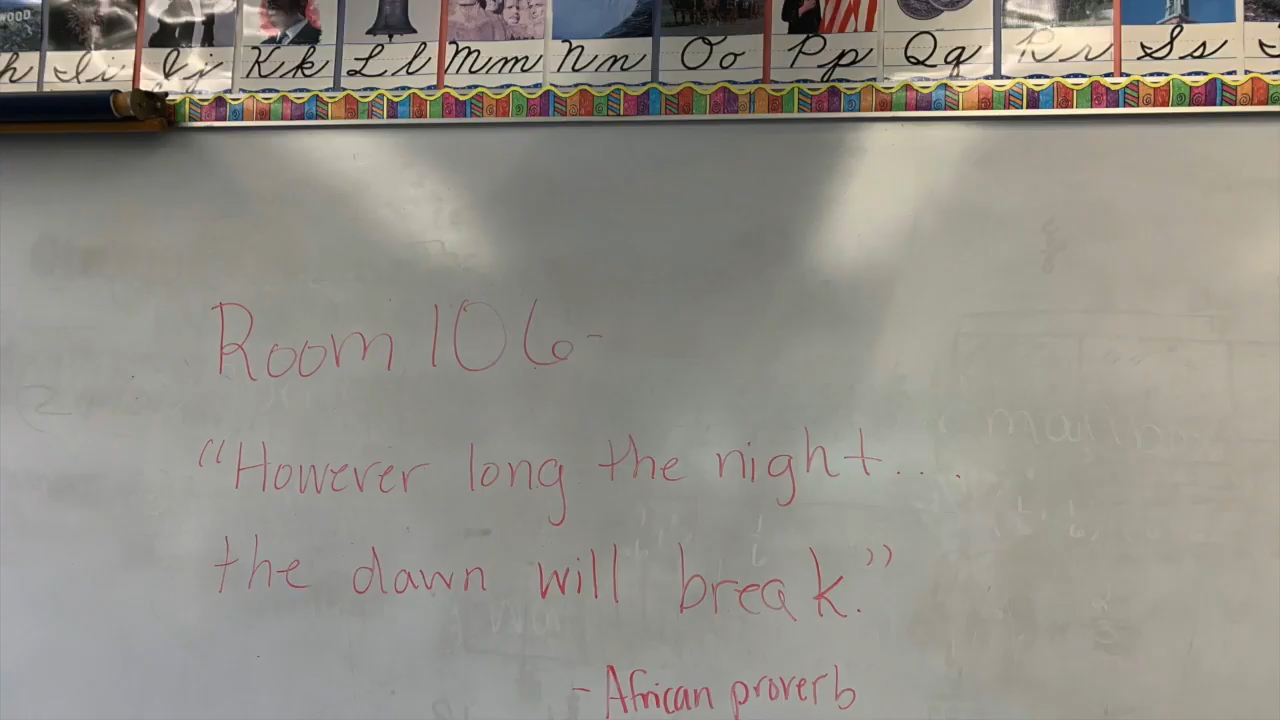 WOOD
h Ii Jj Kk Ll Mm Nn Oo Pp Qq Rr Ss
Room 106-
"However long the night....
the dawn will break."
- African proverb